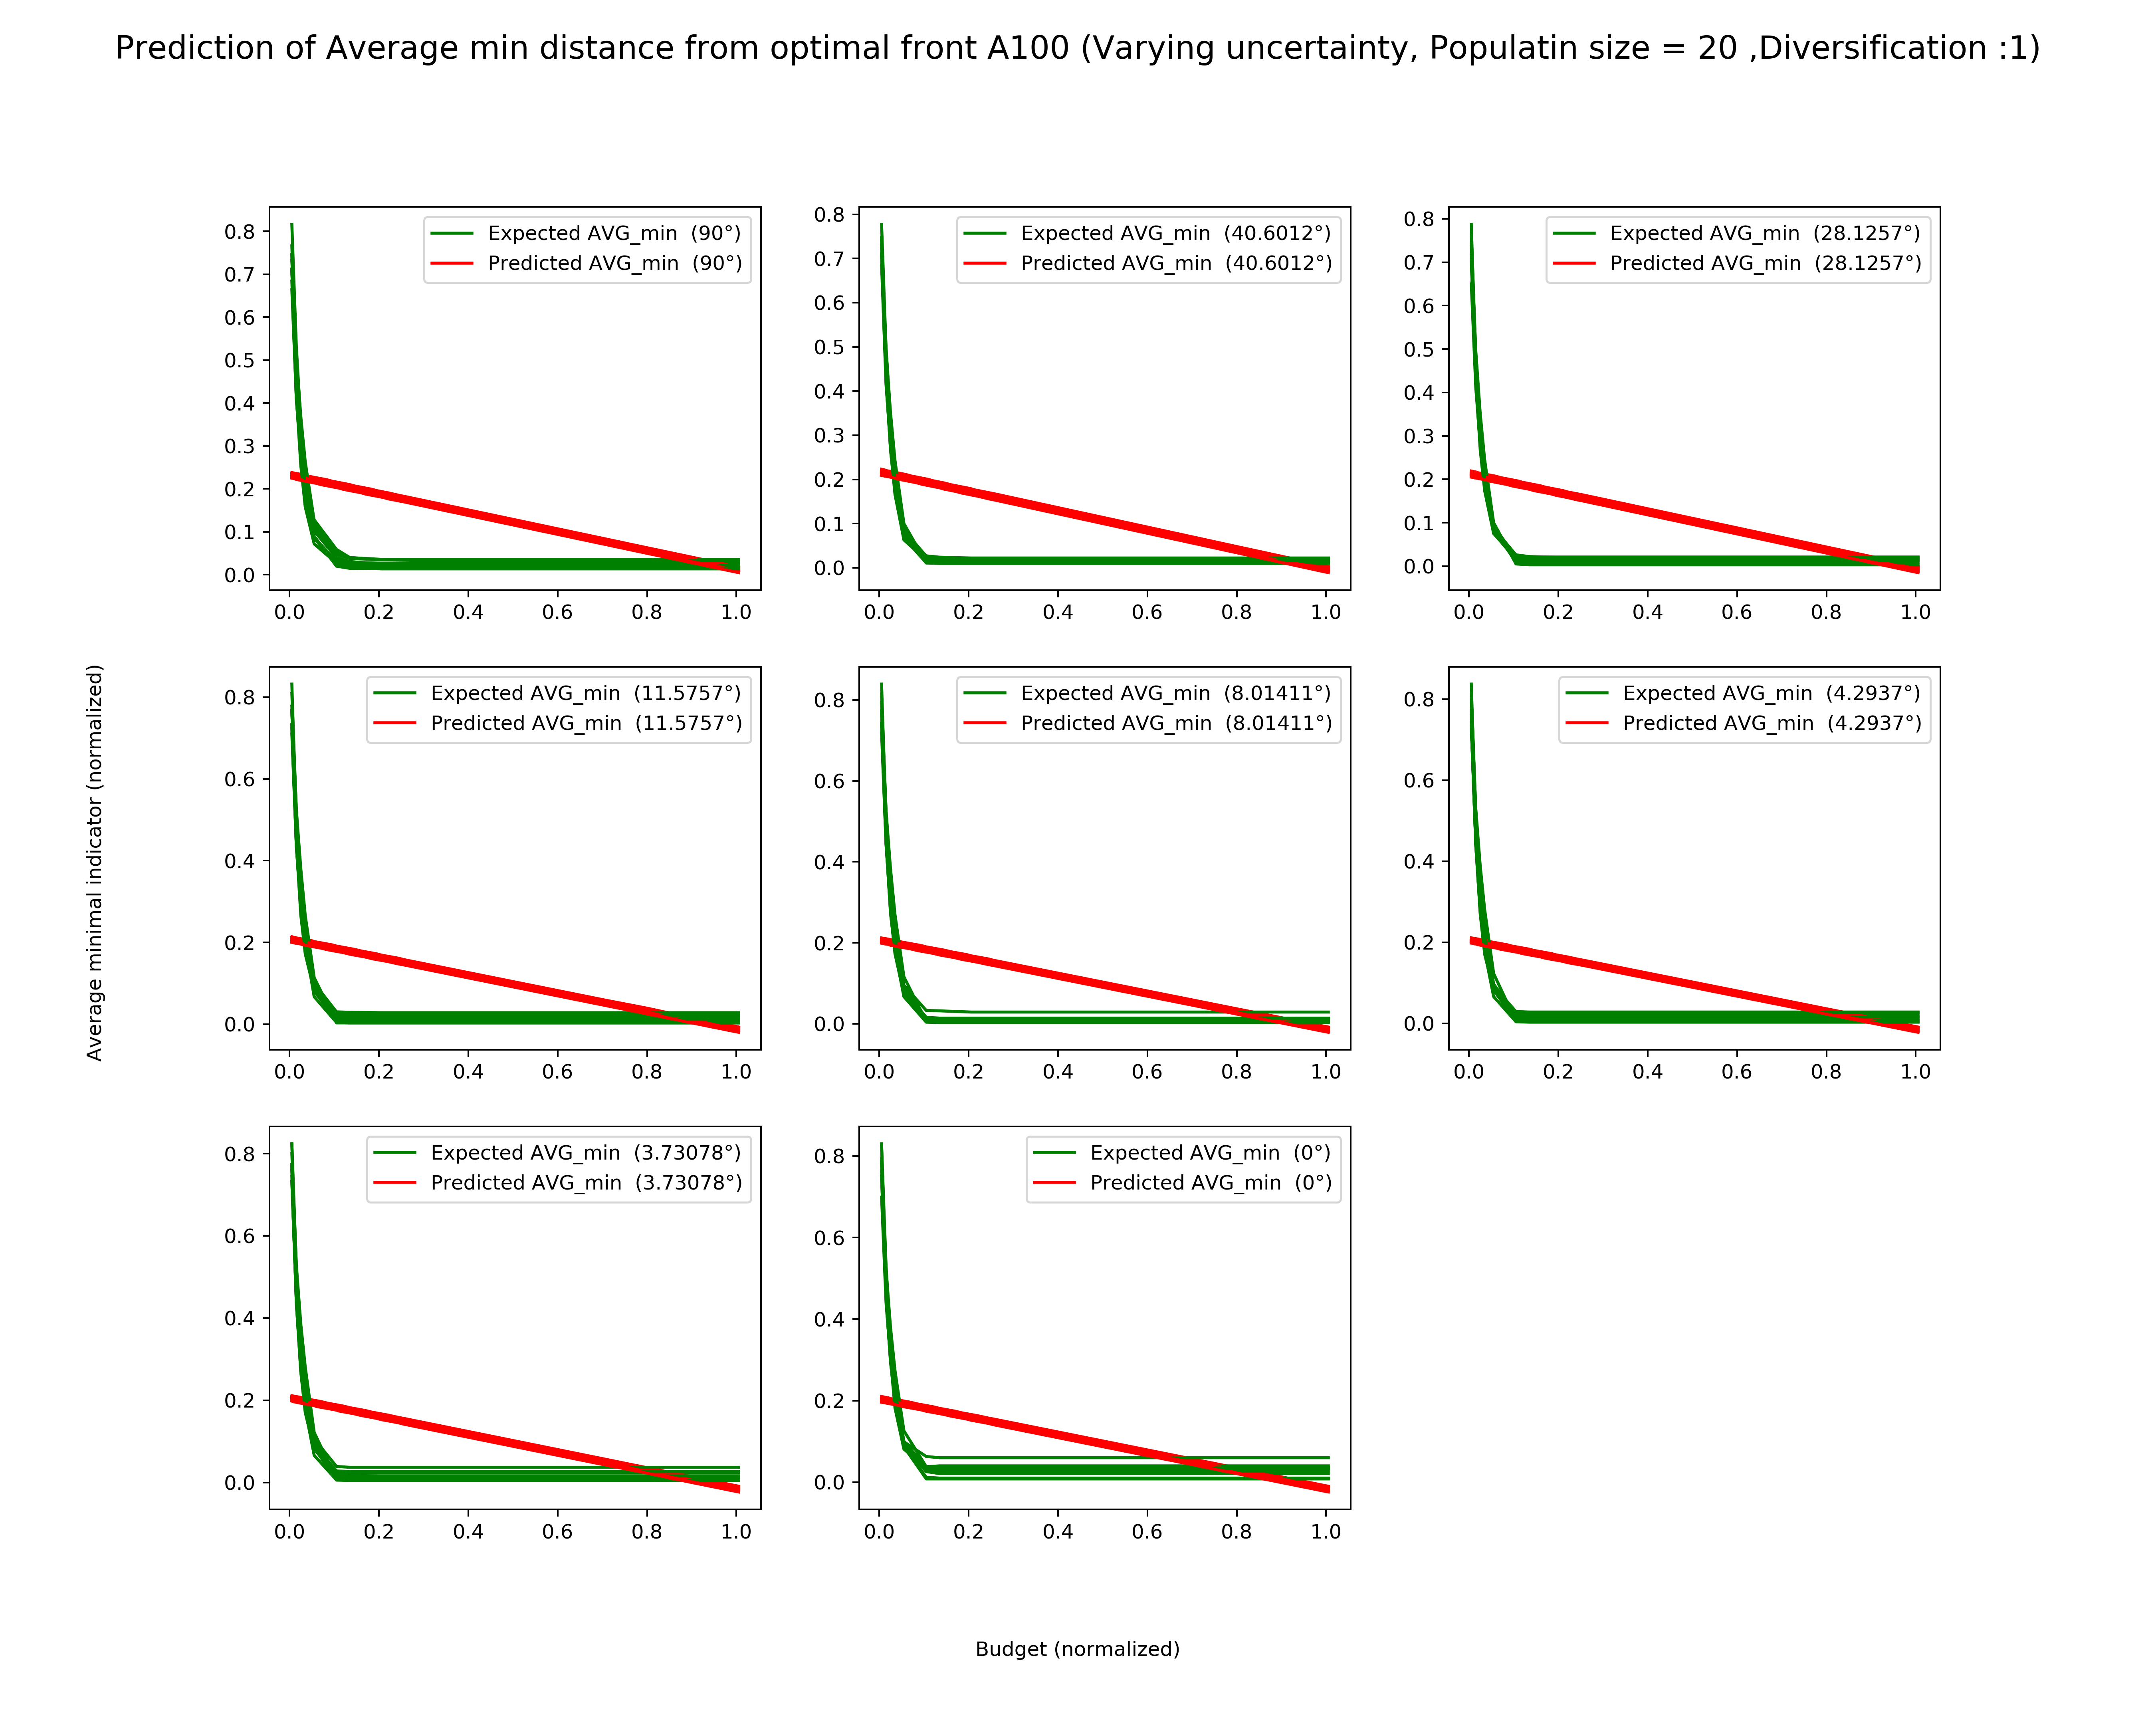 Prediction of Average min distance from optimal front A100 (Varying uncertainty, Populatin size = 20 ,Diversification :1)
Expected AVG_min (90°)
Predicted AVG_min (90°)
0.8
0.7
0.6
0.5
0.4
0.3
0.2
0.1
0.0
0.0 0.2 0.4 0.6 0.8 1.0
Expected AVG_min (40.6012°)
Predicted AVG_min (40.6012°)
0.8
0.7
0.6
0.5
0.4
0.3
0.2
0.1
0.0
0.0 0.2 0.4 0.6 0.8 1.0
Expected AVG_min (28.1257°)
Predicted AVG_min (28.1257°)
0.8
0.7
0.6
0.5
0.4
0.3
0.2
0.1
0.0
0.0 0.2 0.4 0.6 0.8 1.0
Average minimal indicator (normalized)
Expected AVG_min (11.5757°)
Predicted AVG_min (11.5757°)
0.8
0.6
0.4
0.2
0.0
0.0 0.2 0.4 0.6 0.8 1.0
Expected AVG_min (8.01411°)
Predicted AVG_min (8.01411°)
0.8
0.6
0.4
0.2
0.0
0.0 0.2 0.4 0.6 0.8 1.0
Expected AVG_min (4.2937°)
Predicted AVG_min (4.2937°)
0.8
0.6
0.4
0.2
0.0
0.0 0.2 0.4 0.6 0.8 1.0
Expected AVG_min (3.73078°)
Predicted AVG_min (3.73078°)
0.8
0.6
0.4
0.2
0.0
0.0 0.2 0.4 0.6 0.8 1.0
Expected AVG_min (0°)
Predicted AVG_min (0°)
0.8
0.6
0.4
0.2
0.0
0.0 0.2 0.4 0.6 0.8 1.0
Budget (normalized)